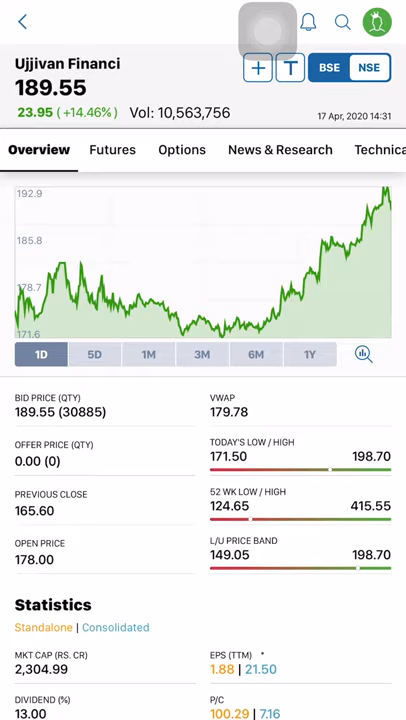 Ujjivan Financi
189.55
23.95 (+14.46%) Vol: 10,563,756
+ T BSE NSE
17 Apr, 2020 14:31
Overview Futures Options News & Research Technica
192.9
185.8
178.7
171.6
1D 5D 1M 3M 6M 1Y
BID PRICE (QTY) VWAP
189.55 (30885) 179.78
OFFER PRICE (QTY) TODAY'S LOW / HIGH
0.00 (0) 171.50 198.70
PREVIOUS CLOSE 52 WK LOW / HIGH
165.60 124.65 415.55
OPEN PRICE L/U PRICE BAND
178.00 149.05 198.70
Statistics
Standalone | Consolidated
MKT CAP (RS. CR) EPS (TTM) *
2,304.99 1.88 | 21.50
DIVIDEND (%) P/C
13.00 100.29 | 7.16